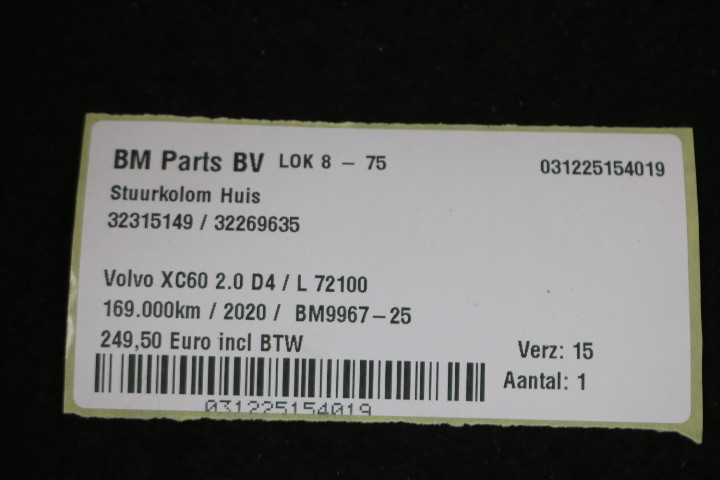 BM Parts BV LOK 8 - 75 031225154019
Stuurkolom Huis
32315149 / 32269635
Volvo XC60 2.0 D4 / L 72100
169.000km / 2020 / BM9967-25
249,50 Euro incl BTW
Verz: 15
Aantal: 1
031225154019